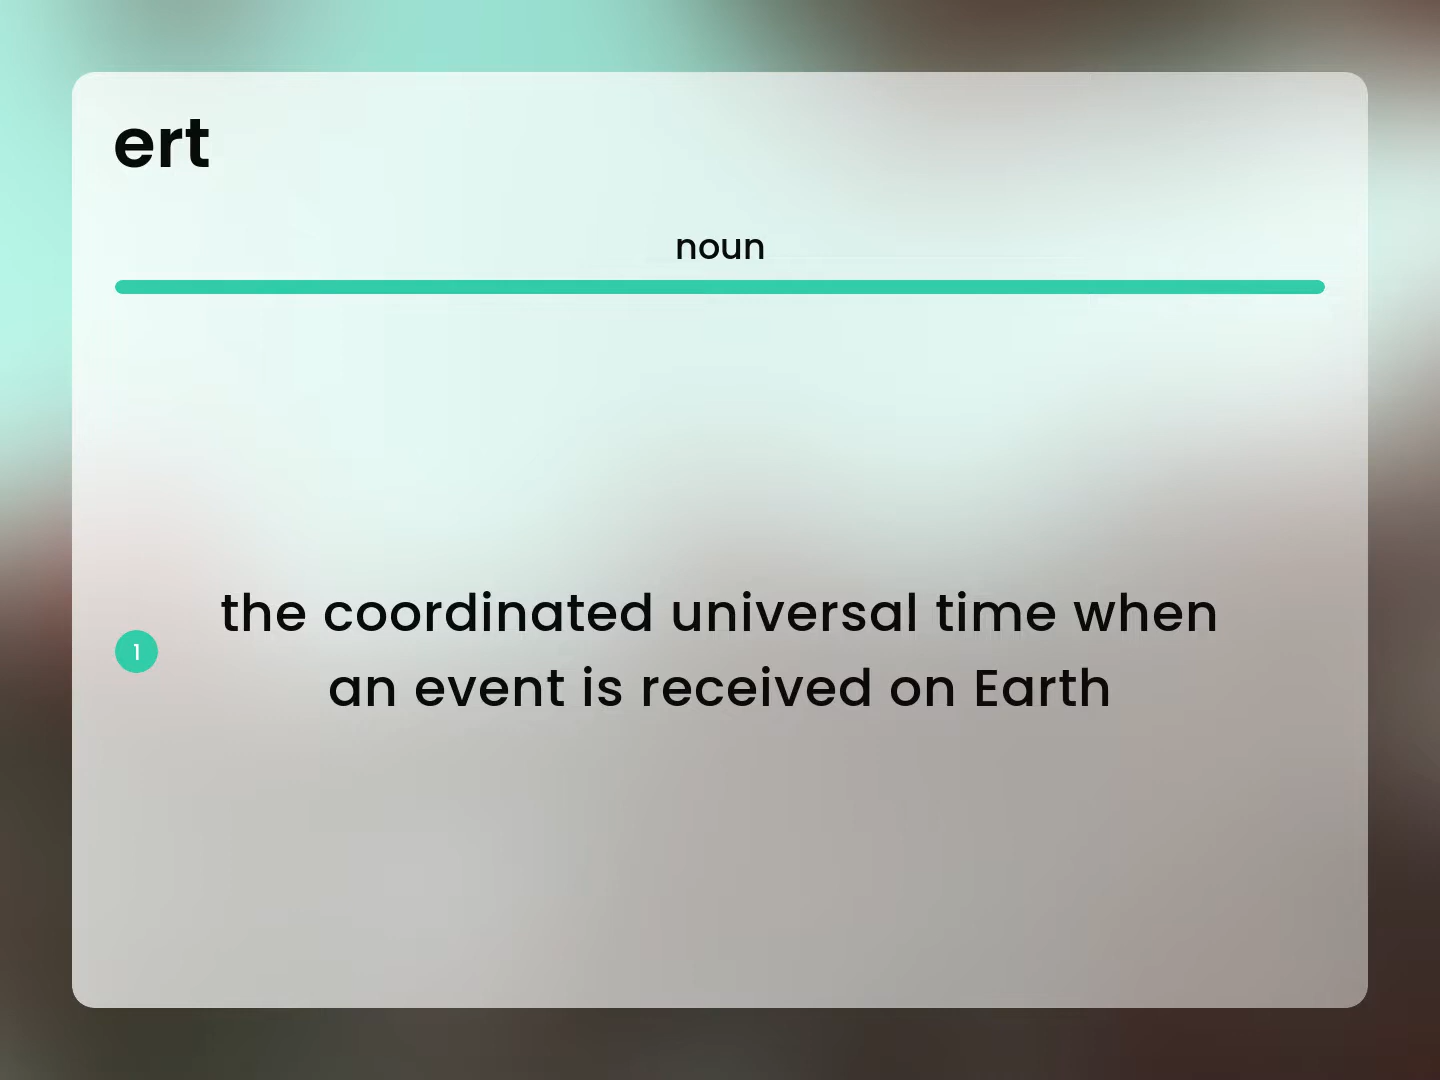 ert
noun
1
the coordinated universal time when
an event is received on Earth